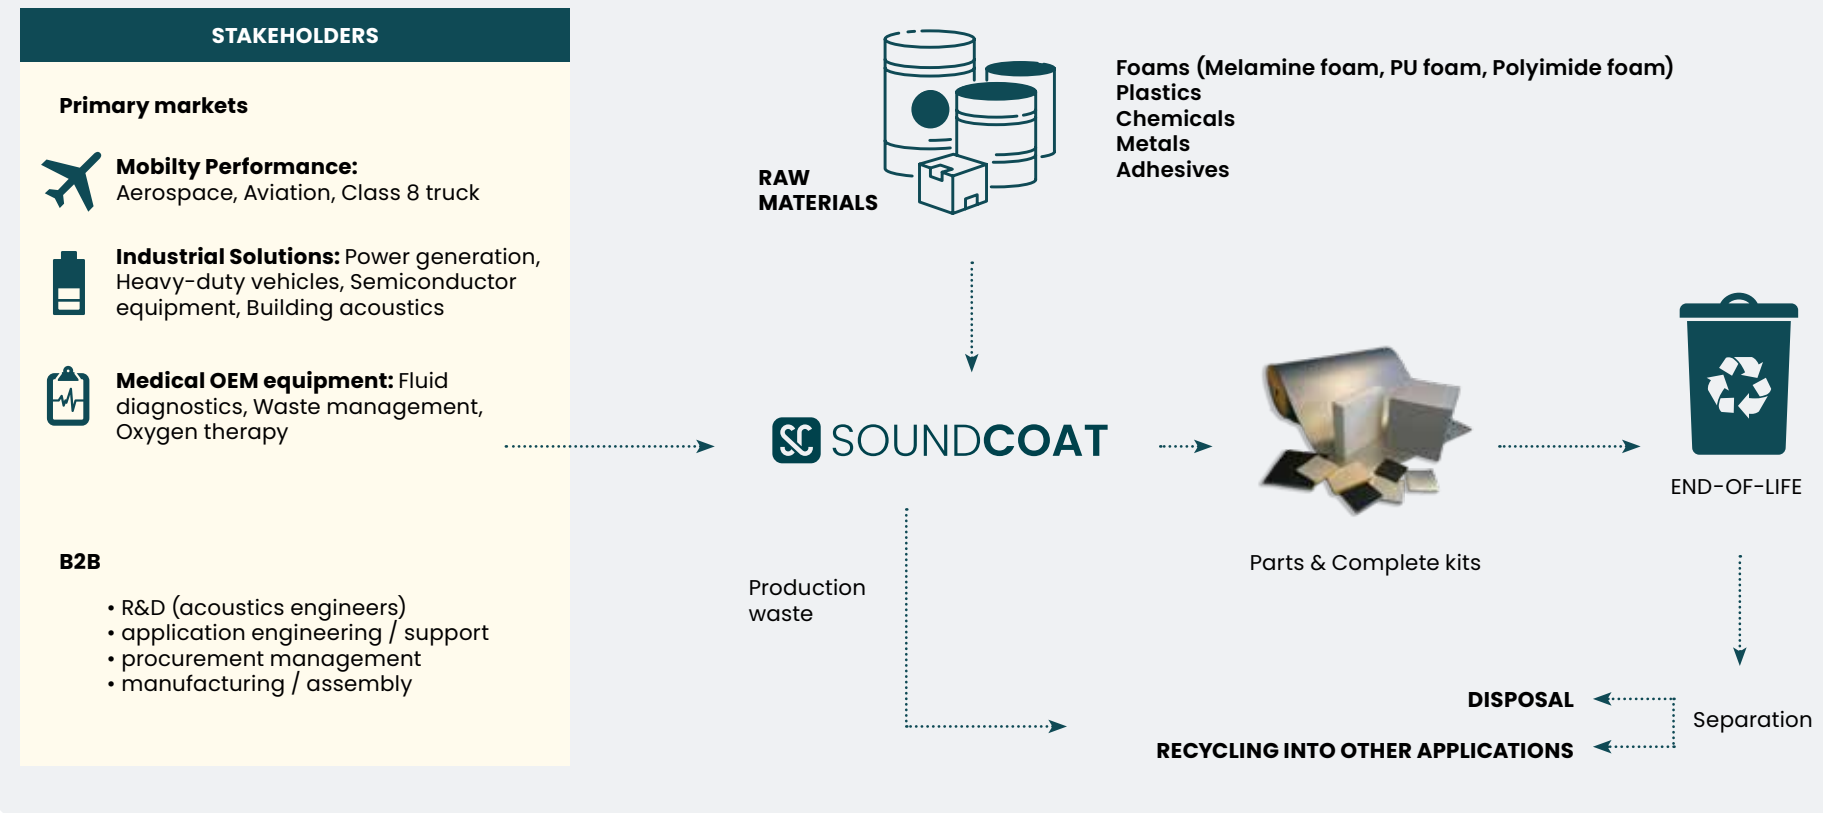 STAKEHOLDERS
Primary markets
Mobilty Performance:
Aerospace, Aviation, Class 8 truck
Industrial Solutions: Power generation,
Heavy-duty vehicles, Semiconductor
equipment, Building acoustics
Medical OEM equipment: Fluid
diagnostics, Waste management,
Oxygen therapy
B2B
• R&D (acoustics engineers)
• application engineering / support
• procurement management
• manufacturing / assembly
RAW
MATERIALS
Foams (Melamine foam, PU foam, Polyimide foam)
Plastics
Chemicals
Metals
Adhesives
SC SOUNDCOAT
Parts & Complete kits
END-OF-LIFE
Production
waste
Separation
DISPOSAL
RECYCLING INTO OTHER APPLICATIONS